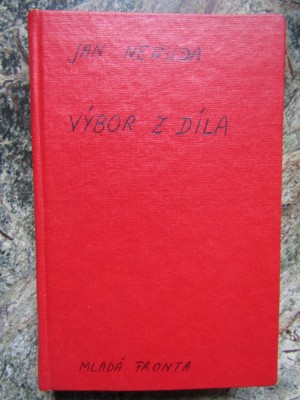 JAN NERUDA
VÝBOR Z DÍLA
MLADÁ FRONTA